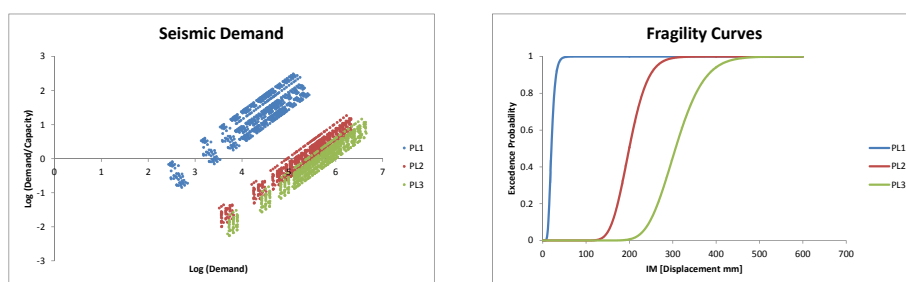 Seismic Demand
Log (Demand/Capacity)
3
2
1
0
-1
-2
-3
0 1 2 3 4 5 6 7
Log (Demand)
PL1
PL2
PL3
Fragility Curves
Excedence Probability
1
0.8
0.6
0.4
0.2
0
0 100 200 300 400 500 600 700
IM [Displacement mm]
PL1
PL2
PL3